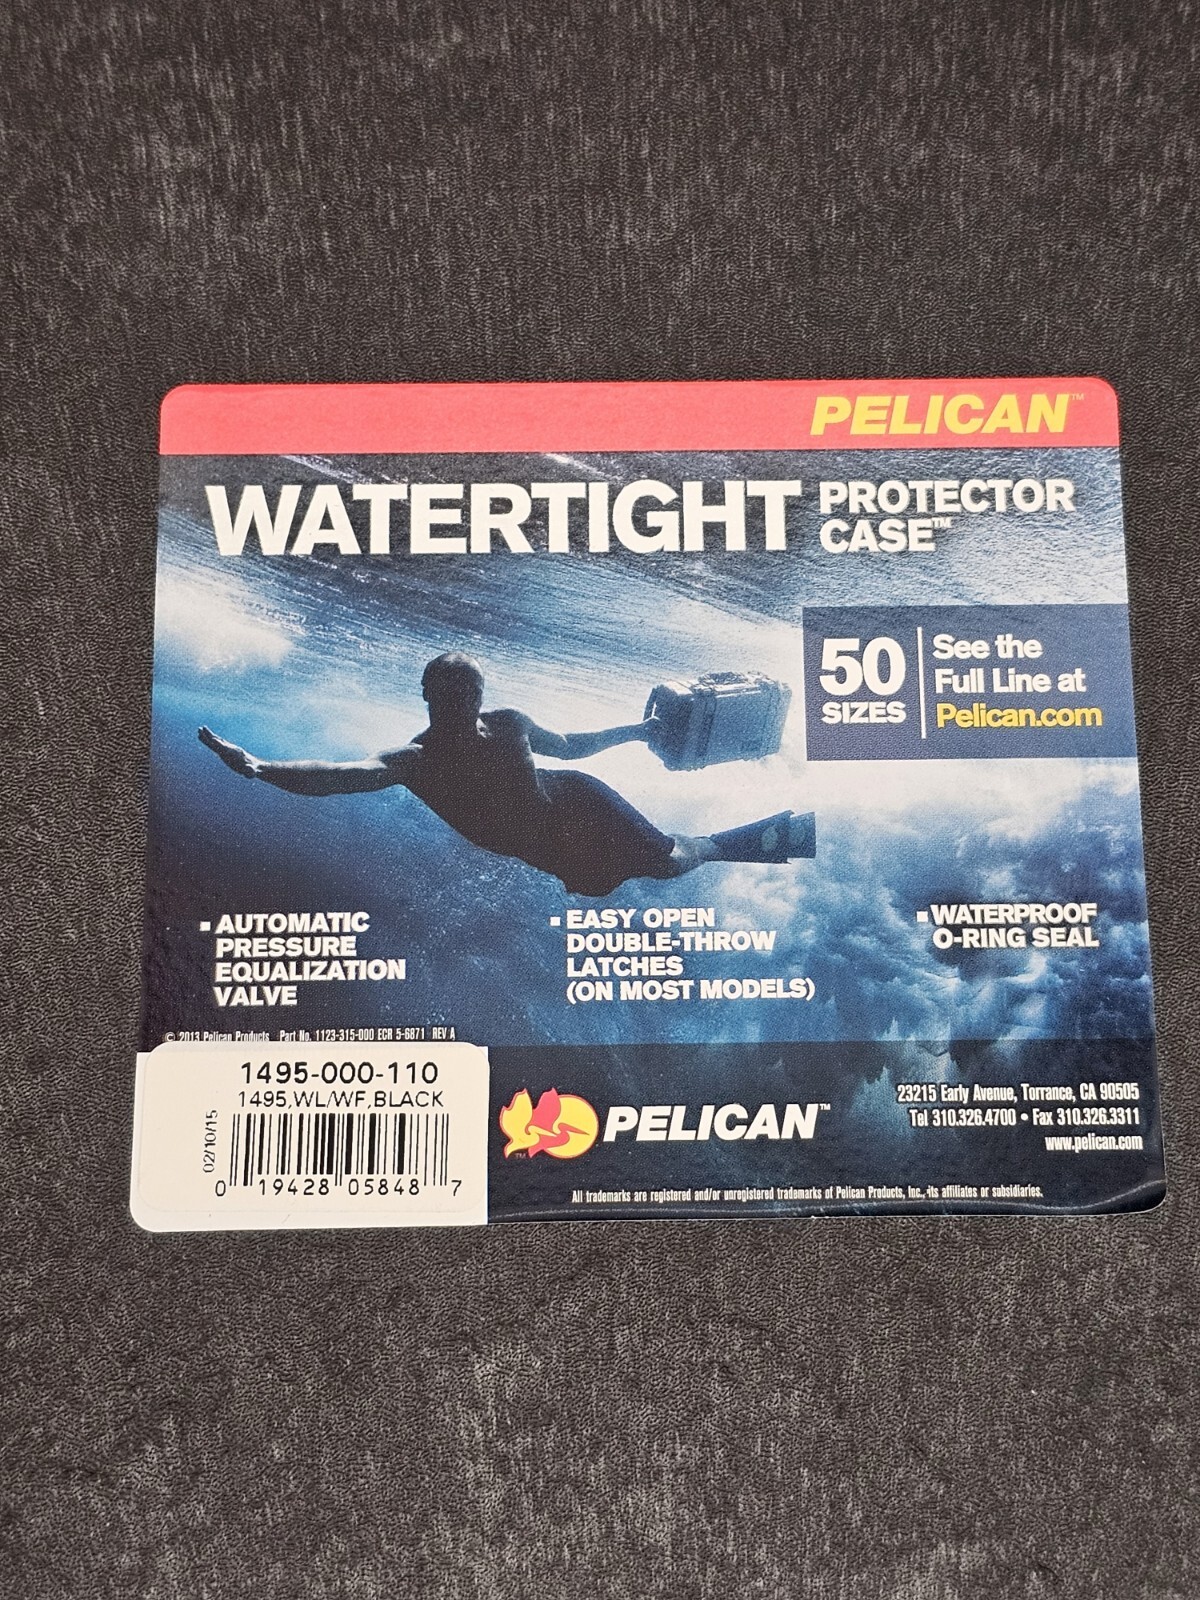 PELICAN™
WATERTIGHT PROTECTOR
CASE™
50
SIZES
See the
Full Line at
Pelican.com
▪ AUTOMATIC
PRESSURE
EQUALIZATION
VALVE
▪ EASY OPEN
DOUBLE-THROW
LATCHES
(ON MOST MODELS)
▪ WATERPROOF
O-RING SEAL
© 2013 Pelican Products Part No. 1123-315-000 ECR 5-6871 REV A
1495-000-110
1495,WL/WF,BLACK
02/10/15
0 19428 05848 7
PELICAN™
TM
23215 Early Avenue, Torrance, CA 90505
Tel 310.326.4700 • Fax 310.326.3311
www.pelican.com
All trademarks are registered and/or unregistered trademarks of Pelican Products, Inc., its affiliates or subsidiaries.